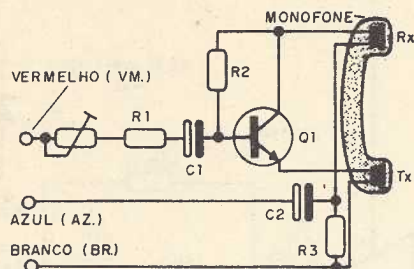 MONOFONE
Rx
R2
VERMELHO (VM.)
R1
Q1
C1
Tx
C2
AZUL (AZ.)
R3
BRANCO (BR.)